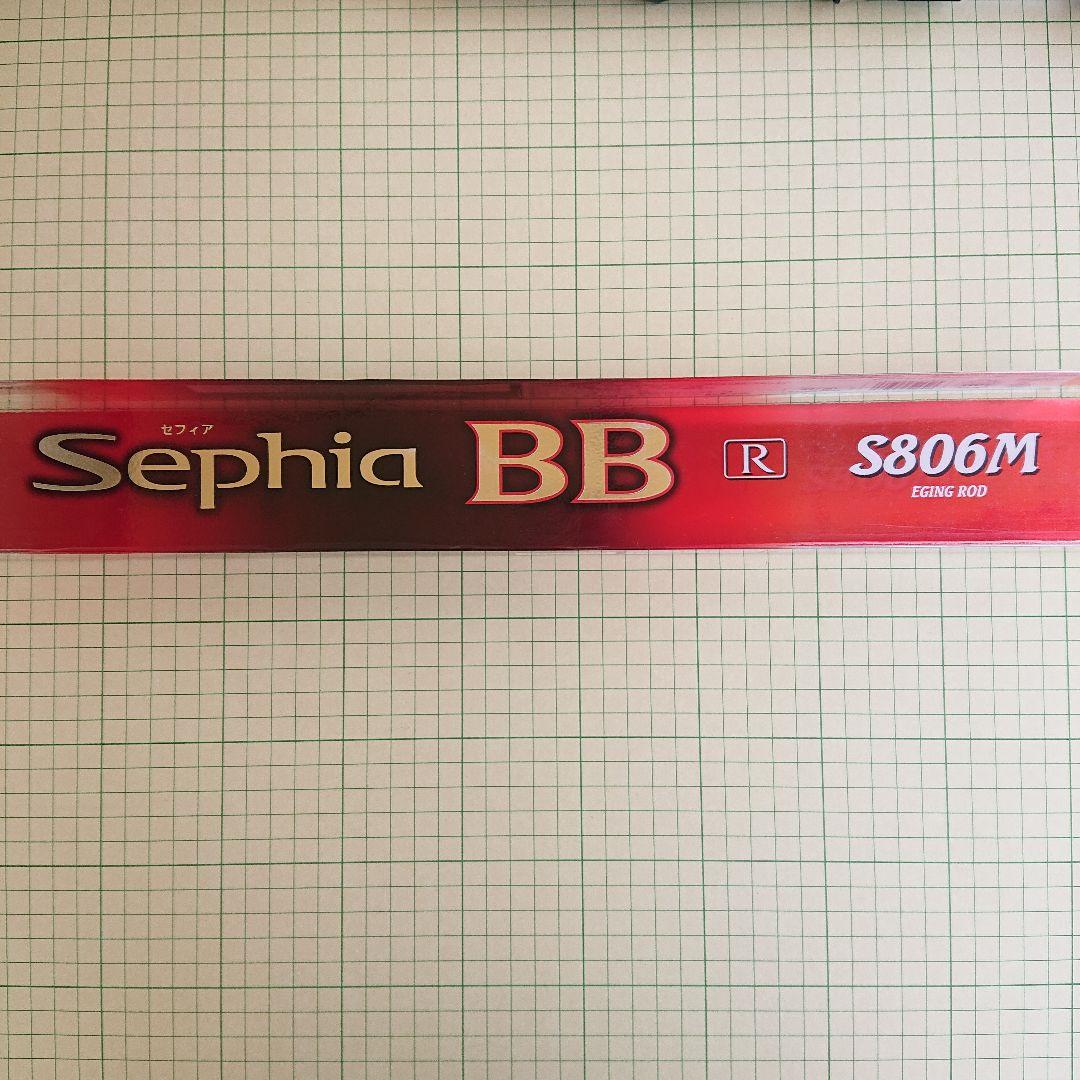 セフィア
Sephia BB R S806M
EGING ROD